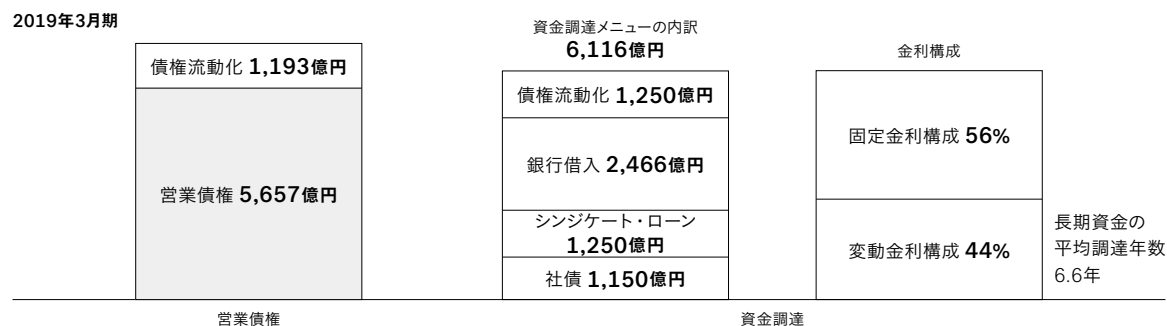 2019年3月期
債権流動化 1,193億円
営業債権 5,657億円
営業債権
資金調達メニューの内訳
6,116億円
債権流動化 1,250億円
銀行借入 2,466億円
シンジケート・ローン
1,250億円
社債 1,150億円
金利構成
固定金利構成 56%
変動金利構成 44%
長期資金の
平均調達年数
6.6年
資金調達